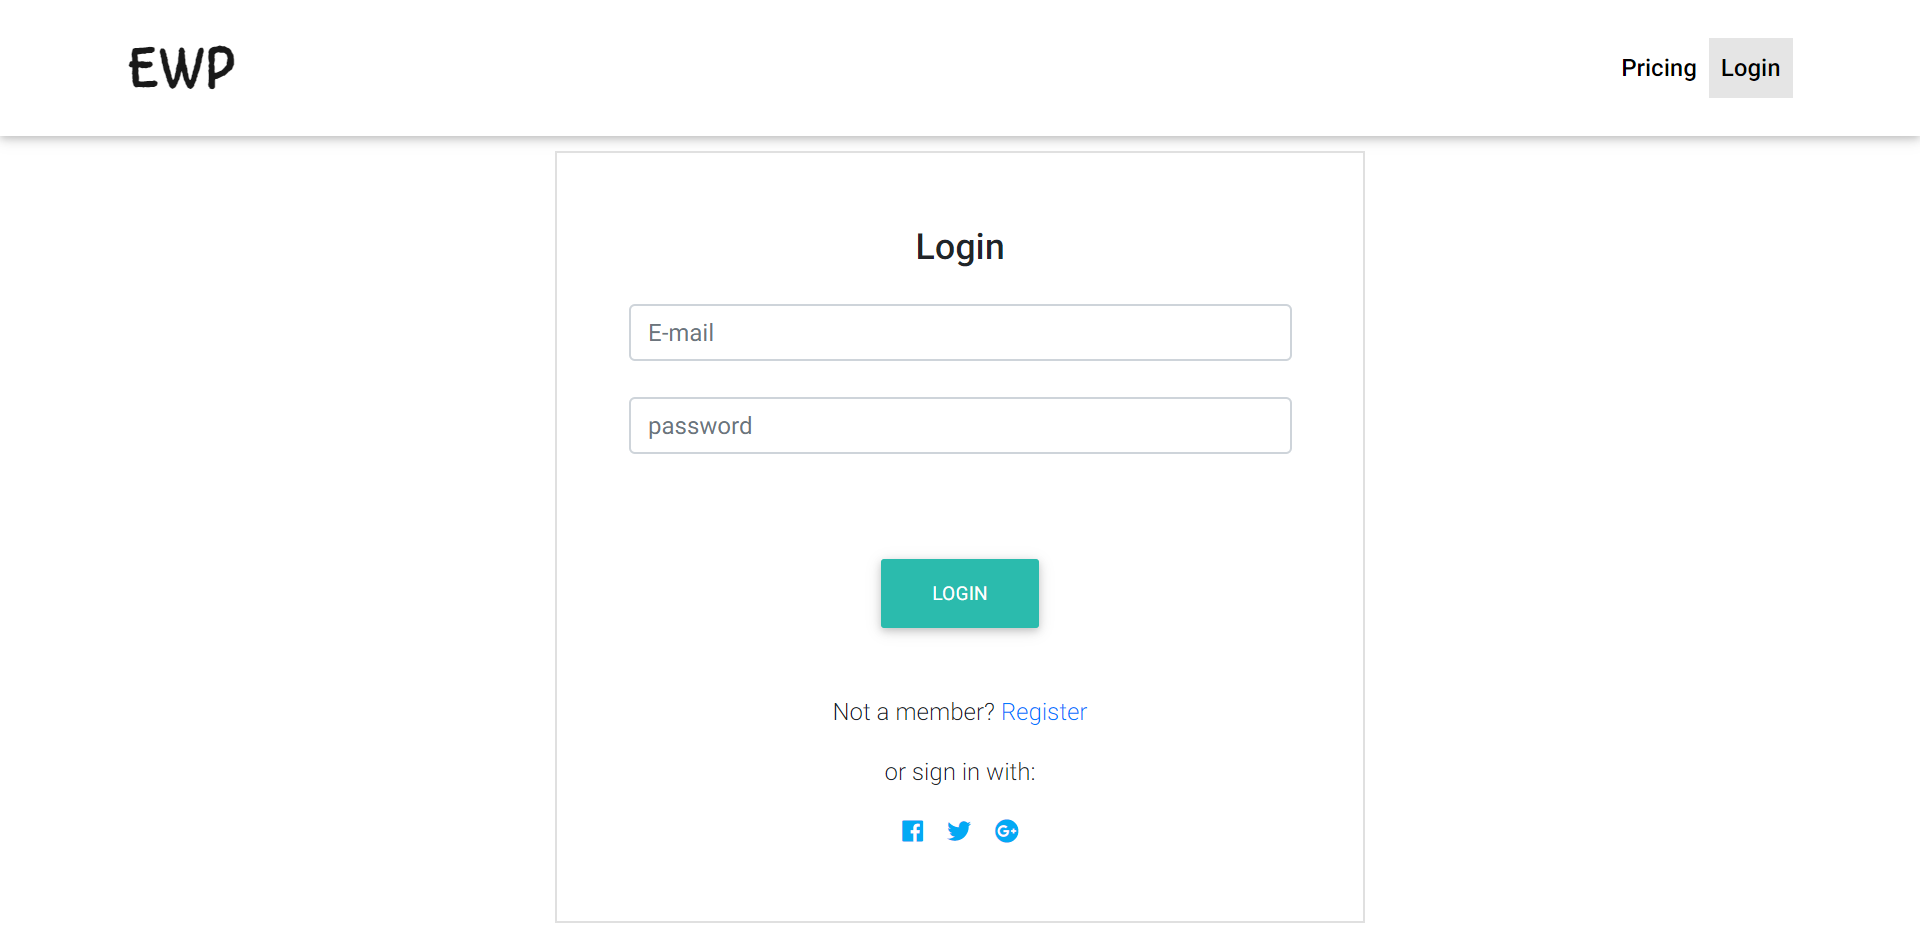 EWP
Pricing Login
Login
E-mail
password
LOGIN
Not a member? Register
or sign in with: